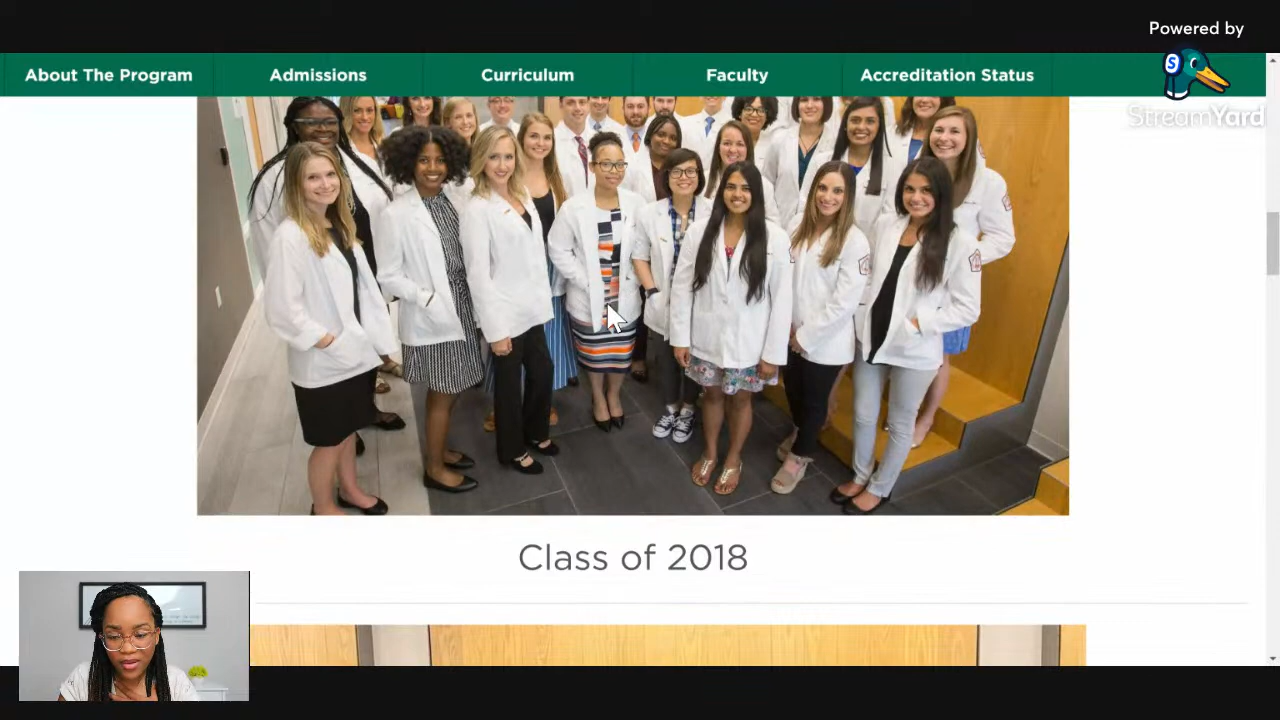 Powered by
StreamYard
About The Program
Admissions
Curriculum
Faculty
Accreditation Status
Class of 2018